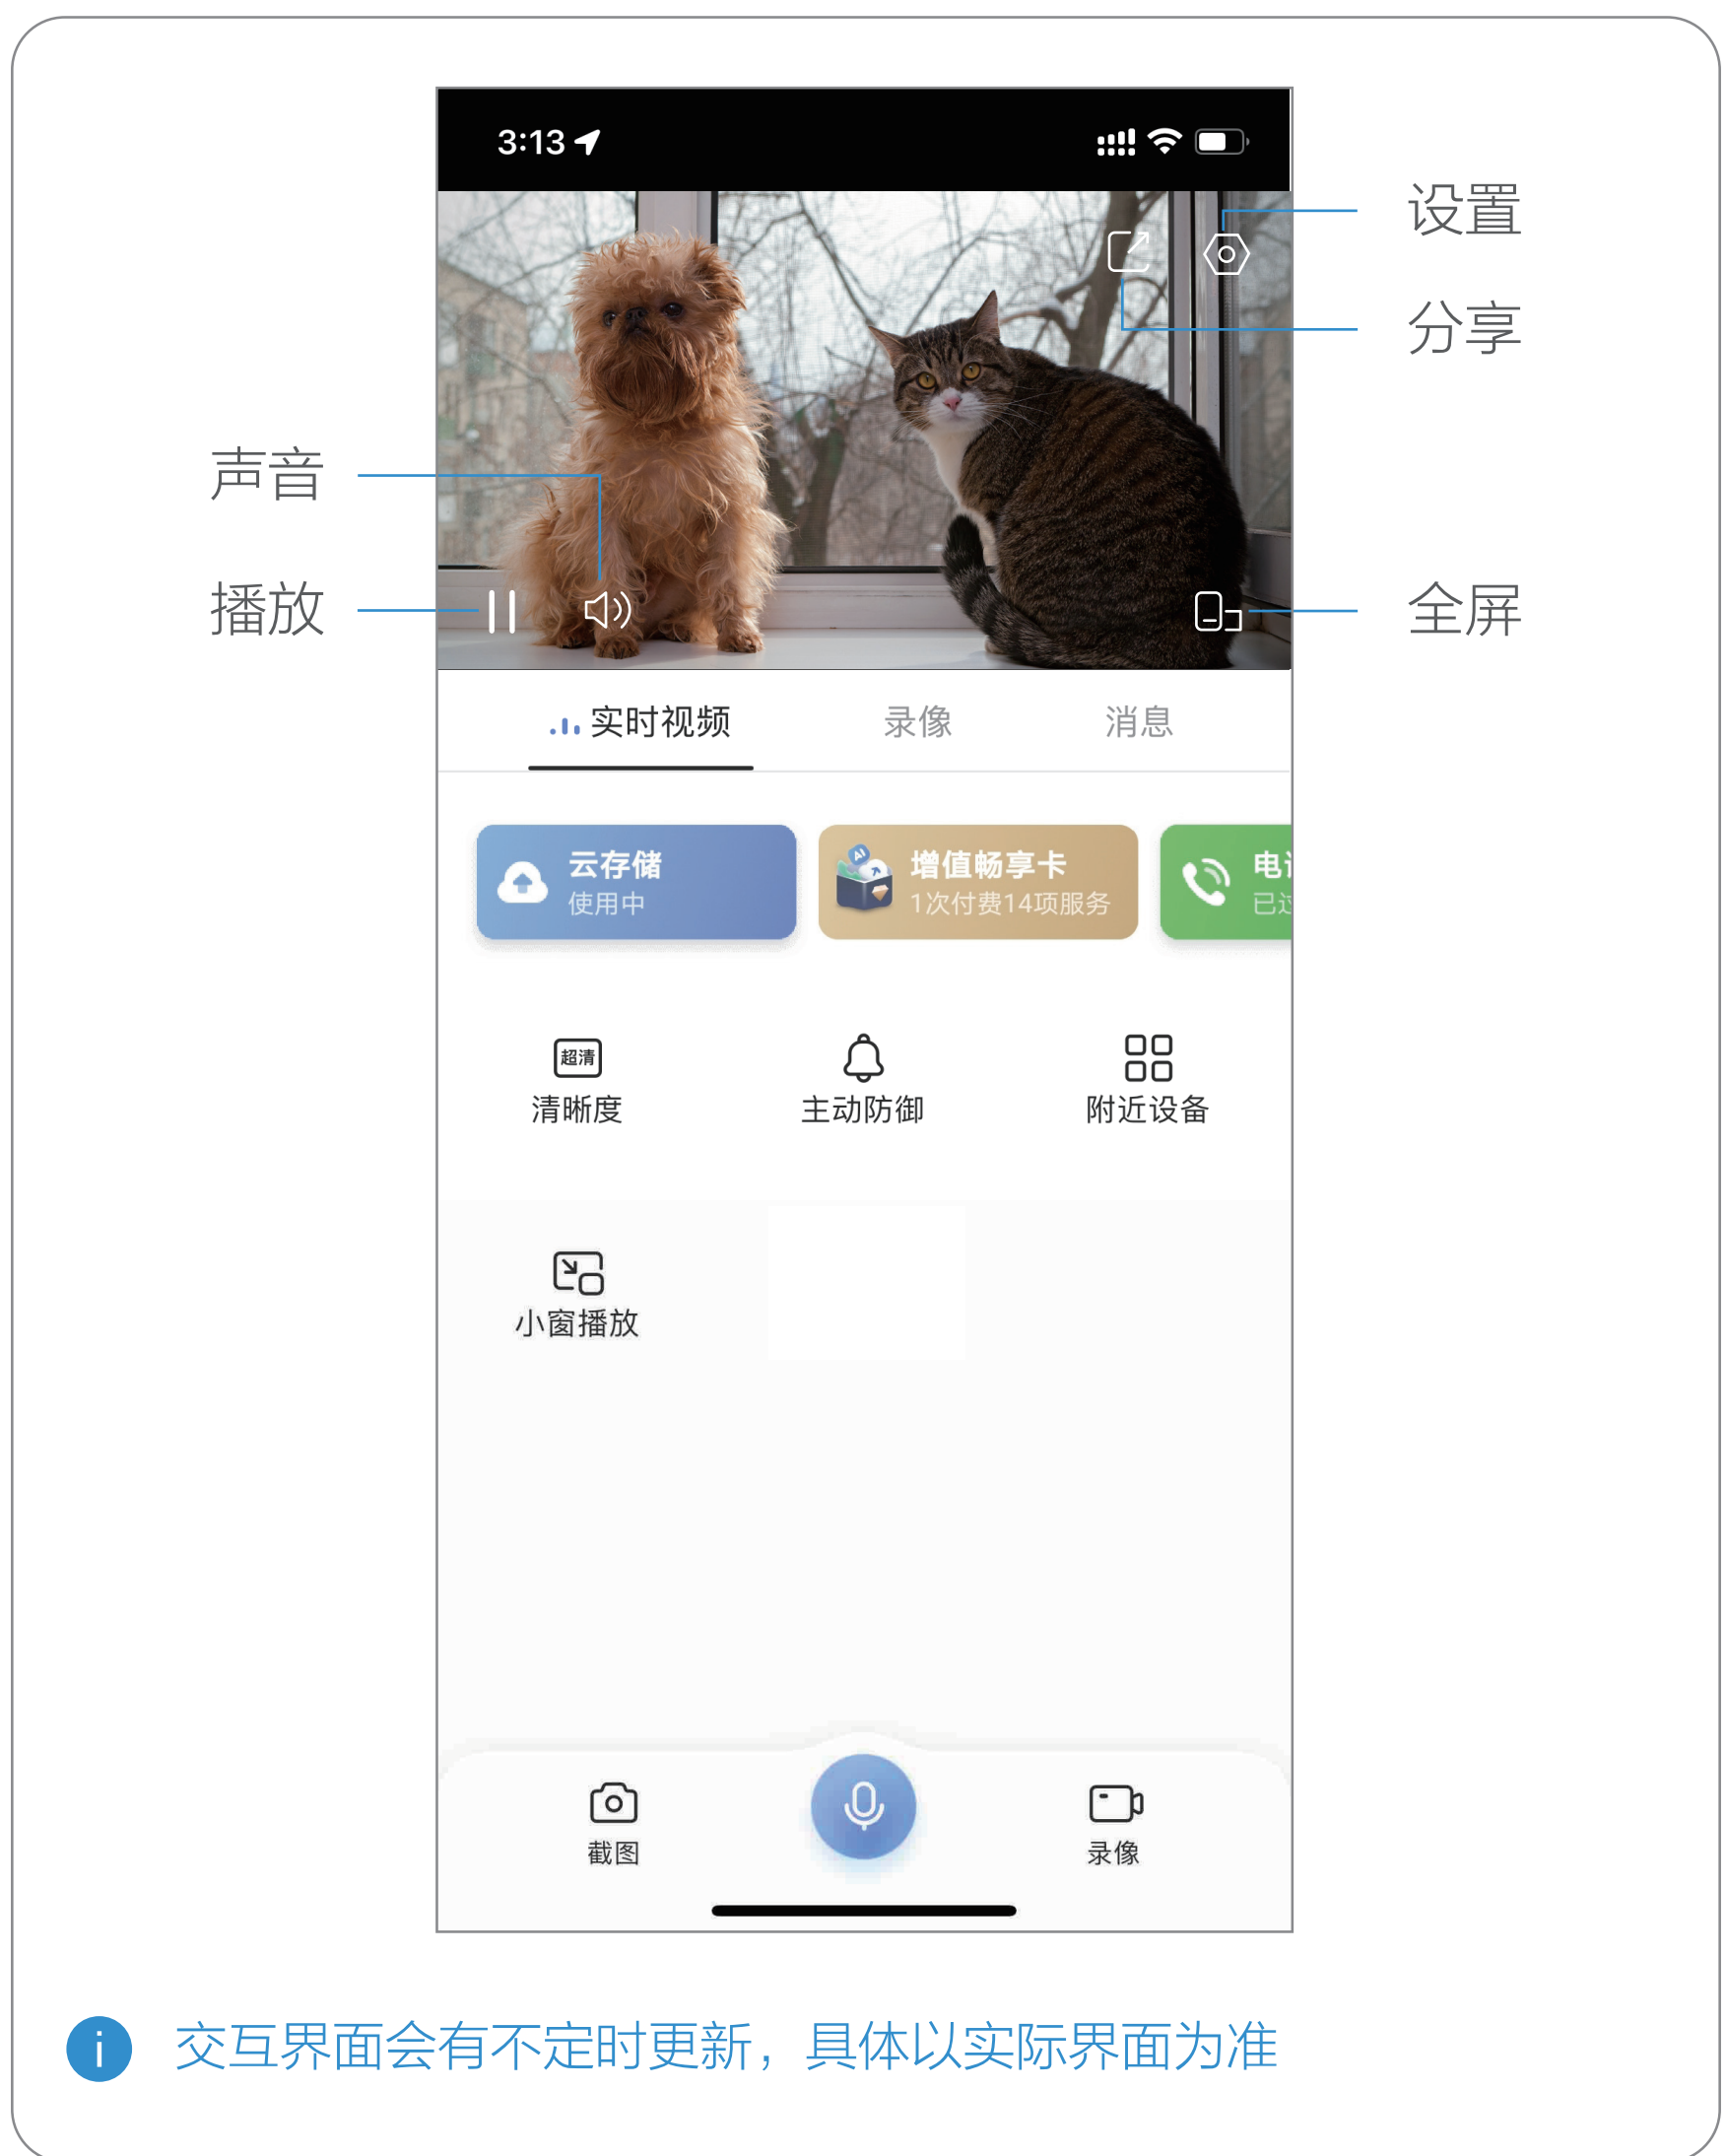 3:13
设置
分享
声音
播放
全屏
实时视频 录像 消息
云存储 增值畅享卡 电
使用中 1次付费14项服务 已过
超清
清晰度 主动防御 附近设备
小窗播放
截图 录像
i 交互界面会有不定时更新，具体以实际界面为准